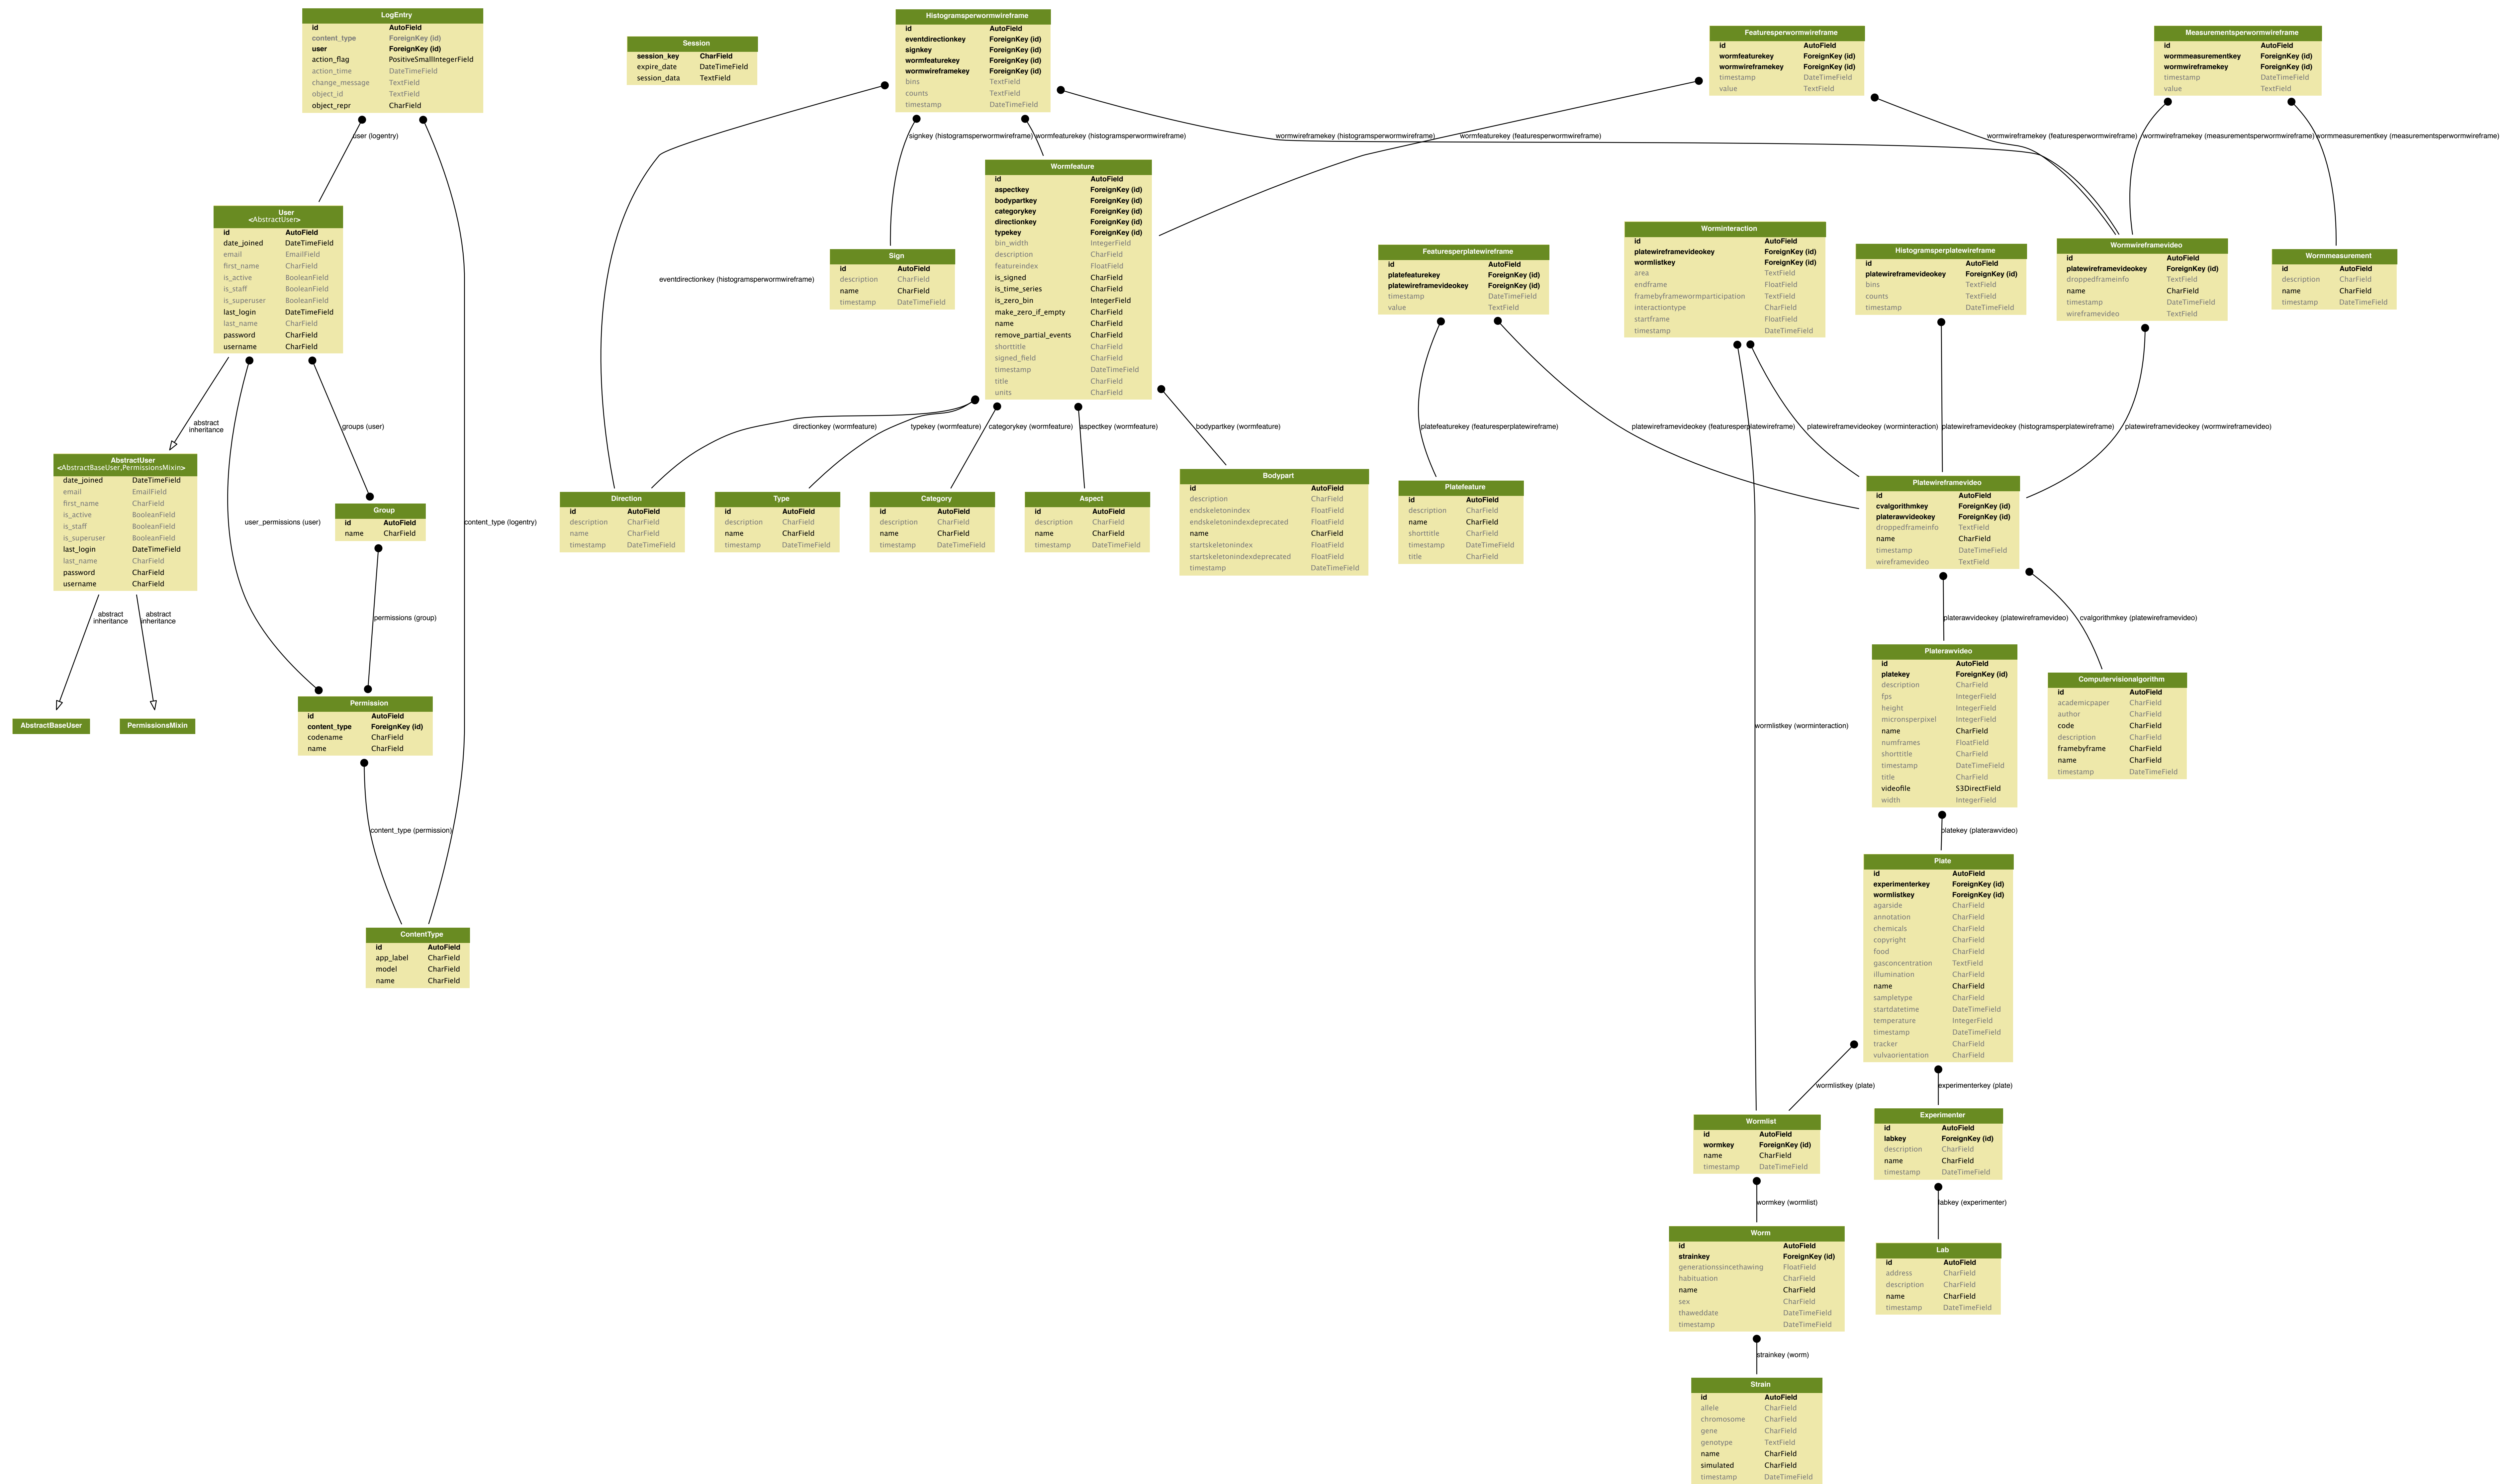 LogEntry
id AutoField
content_type ForeignKey (id)
user ForeignKey (id)
action_flag PositiveSmallIntegerField
action_time DateTimeField
change_message TextField
object_id TextField
object_repr CharField
Session
session_key CharField
expire_date DateTimeField
session_data TextField
Histogramsperwormwireframe
id AutoField
eventdirectionkey ForeignKey (id)
signkey ForeignKey (id)
wormfeaturekey ForeignKey (id)
wormwireframekey ForeignKey (id)
bins TextField
counts TextField
timestamp DateTimeField
Featuresperwormwireframe
id AutoField
wormfeaturekey ForeignKey (id)
wormwireframekey ForeignKey (id)
timestamp DateTimeField
value TextField
Measurementsperwormwireframe
id AutoField
wormmeasurementkey ForeignKey (id)
wormwireframekey ForeignKey (id)
timestamp DateTimeField
value TextField
user (logentry)
signkey (histogramsperwormwireframe)
wormfeaturekey (histogramsperwormwireframe)
wormwireframekey (histogramsperwormwireframe)
wormfeaturekey (featuresperwormwireframe)
wormwireframekey (featuresperwormwireframe)
wormwireframekey (measurementsperwormwireframe)
wormmeasurementkey (measurementsperwormwireframe)
User
<AbstractUser>
id AutoField
date_joined DateTimeField
email EmailField
first_name CharField
is_active BooleanField
is_staff BooleanField
is_superuser BooleanField
last_login DateTimeField
last_name CharField
password CharField
username CharField
eventdirectionkey (histogramsperwormwireframe)
Sign
id AutoField
description CharField
name CharField
timestamp DateTimeField
Wormfeature
id AutoField
aspectkey ForeignKey (id)
bodypartkey ForeignKey (id)
categorykey ForeignKey (id)
directionkey ForeignKey (id)
typekey ForeignKey (id)
bin_width IntegerField
description CharField
featureindex FloatField
is_signed CharField
is_time_series CharField
is_zero_bin IntegerField
make_zero_if_empty CharField
name CharField
remove_partial_events CharField
shorttitle CharField
signed_field CharField
timestamp DateTimeField
title CharField
units CharField
Featuresperplatewireframe
id AutoField
platefeaturekey ForeignKey (id)
platewireframevideokey ForeignKey (id)
timestamp DateTimeField
value TextField
Worminteraction
id AutoField
platewireframevideokey ForeignKey (id)
wormlistkey ForeignKey (id)
area TextField
endframe FloatField
framebyframewormparticipation TextField
interactiontype CharField
startframe FloatField
timestamp DateTimeField
Histogramsperplatewireframe
id AutoField
platewireframevideokey ForeignKey (id)
bins TextField
counts TextField
timestamp DateTimeField
Wormwireframevideo
id AutoField
platewireframevideokey ForeignKey (id)
droppedframeinfo TextField
name CharField
timestamp DateTimeField
wireframevideo TextField
Wormmeasurement
id AutoField
description CharField
name CharField
timestamp DateTimeField
abstract
inheritance
groups (user)
directionkey (wormfeature)
typekey (wormfeature)
categorykey (wormfeature)
aspectkey (wormfeature)
bodypartkey (wormfeature)
platefeaturekey (featuresperplatewireframe)
platewireframevideokey (featuresperplatewireframe)
platewireframevideokey (worminteraction)
platewireframevideokey (histogramsperplatewireframe)
platewireframevideokey (wormwireframevideo)
AbstractUser
<AbstractBaseUser,PermissionsMixin>
date_joined DateTimeField
email EmailField
first_name CharField
is_active BooleanField
is_staff BooleanField
is_superuser BooleanField
last_login DateTimeField
last_name CharField
password CharField
username CharField
user_permissions (user)
Group
id AutoField
name CharField
content_type (logentry)
Direction
id AutoField
description CharField
name CharField
timestamp DateTimeField
Type
id AutoField
description CharField
name CharField
timestamp DateTimeField
Category
id AutoField
description CharField
name CharField
timestamp DateTimeField
Aspect
id AutoField
description CharField
name CharField
timestamp DateTimeField
Bodypart
id AutoField
description CharField
endskeletonindex FloatField
endskeletonindexdeprecated FloatField
name CharField
startskeletonindex FloatField
startskeletonindexdeprecated FloatField
timestamp DateTimeField
Platefeature
id AutoField
description CharField
name CharField
shorttitle CharField
timestamp DateTimeField
title CharField
Platewireframevideo
id AutoField
cvalgorithmkey ForeignKey (id)
platerawvideokey ForeignKey (id)
droppedframeinfo TextField
name CharField
timestamp DateTimeField
wireframevideo TextField
abstract
inheritance
abstract
inheritance
permissions (group)
platerawvideokey (platewireframevideo)
cvalgorithmkey (platewireframevideo)
AbstractBaseUser
PermissionsMixin
Permission
id AutoField
content_type ForeignKey (id)
codename CharField
name CharField
wormlistkey (worminteraction)
Platerawvideo
id AutoField
platekey ForeignKey (id)
description CharField
fps IntegerField
height IntegerField
micronsperpixel IntegerField
name CharField
numframes FloatField
shorttitle CharField
timestamp DateTimeField
title CharField
videofile S3DirectField
width IntegerField
Computervisionalgorithm
id AutoField
academicpaper CharField
author CharField
code CharField
description CharField
framebyframe CharField
name CharField
timestamp DateTimeField
content_type (permission)
platekey (platerawvideo)
ContentType
id AutoField
app_label CharField
model CharField
name CharField
Plate
id AutoField
experimenterkey ForeignKey (id)
wormlistkey ForeignKey (id)
agarside CharField
annotation CharField
chemicals CharField
copyright CharField
food CharField
gasconcentration TextField
illumination CharField
name CharField
sampletype CharField
startdatetime DateTimeField
temperature IntegerField
timestamp DateTimeField
tracker CharField
vulvaorientation CharField
wormlistkey (plate)
experimenterkey (plate)
Wormlist
id AutoField
wormkey ForeignKey (id)
name CharField
timestamp DateTimeField
Experimenter
id AutoField
labkey ForeignKey (id)
description CharField
name CharField
timestamp DateTimeField
wormkey (wormlist)
labkey (experimenter)
Worm
id AutoField
strainkey ForeignKey (id)
generationssincethawing FloatField
habituation CharField
name CharField
sex CharField
thaweddate DateTimeField
timestamp DateTimeField
Lab
id AutoField
address CharField
description CharField
name CharField
timestamp DateTimeField
strainkey (worm)
Strain
id AutoField
allele CharField
chromosome CharField
gene CharField
genotype TextField
name CharField
simulated CharField
timestamp DateTimeField